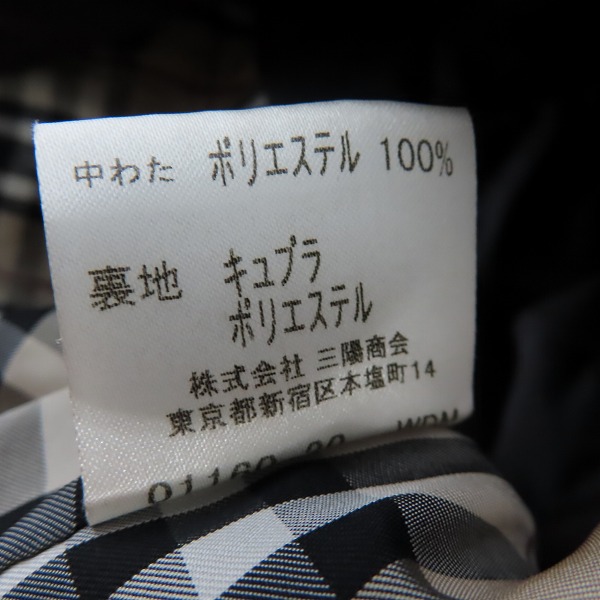 中わた ポリエステル 100%
裏地 キュプラ
ポリエステル
株式会社 三陽商会
東京都新宿区本塩町14